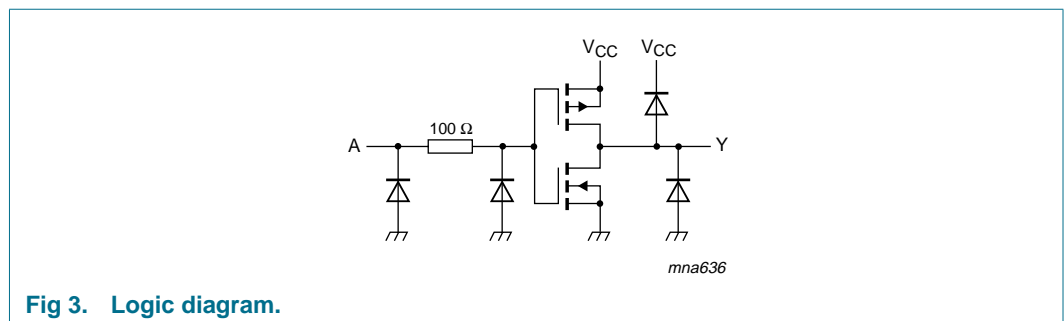 VCC VCC
100 Ω
A
Y
mna636
Fig 3. Logic diagram.